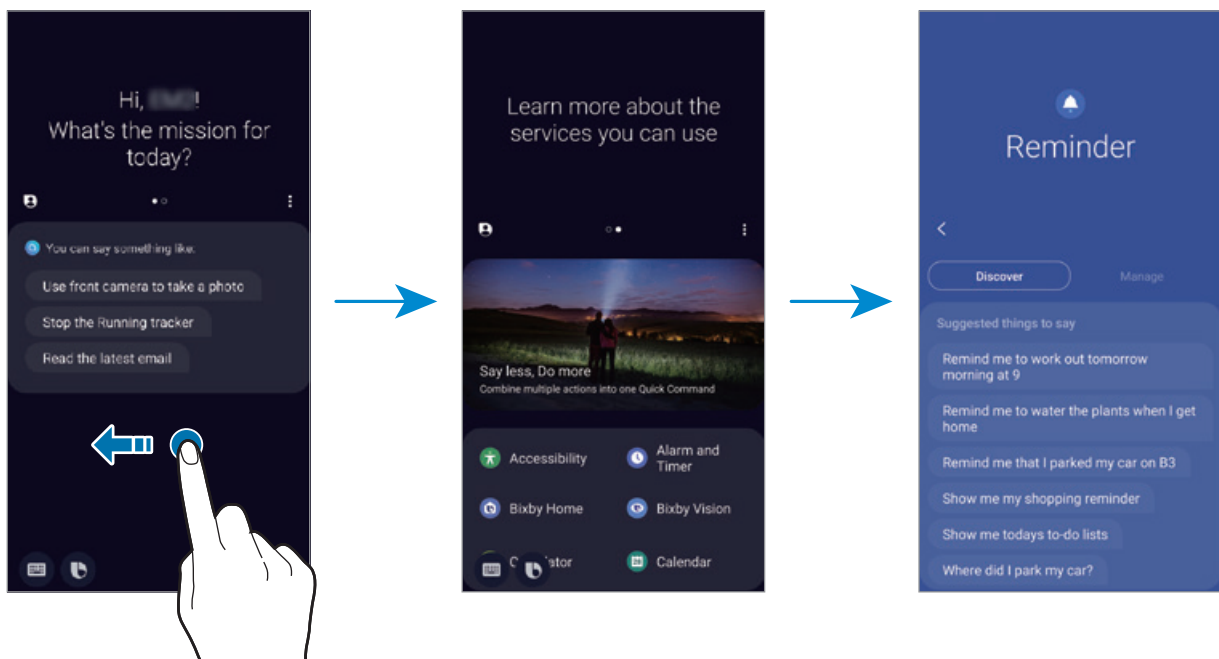 Hi, !
What's the mission for
today?
You can say something like.
Use front camera to take a photo
Stop the Running tracker
Read the latest email
Learn more about the
services you can use
Say less, Do more
Combine multiple actions into one Quick Command
Accessibility
Alarm and
Timer
Bixby Home
Bixby Vision
Calendar
Reminder
Discover
Manage
Suggested things to say
Remind me to work out tomorrow
morning at 9
Remind me to water the plants when I get
home
Remind me that I parked my car on B3
Show me my shopping reminder
Show me todays to-do lists
Where did I park my car?